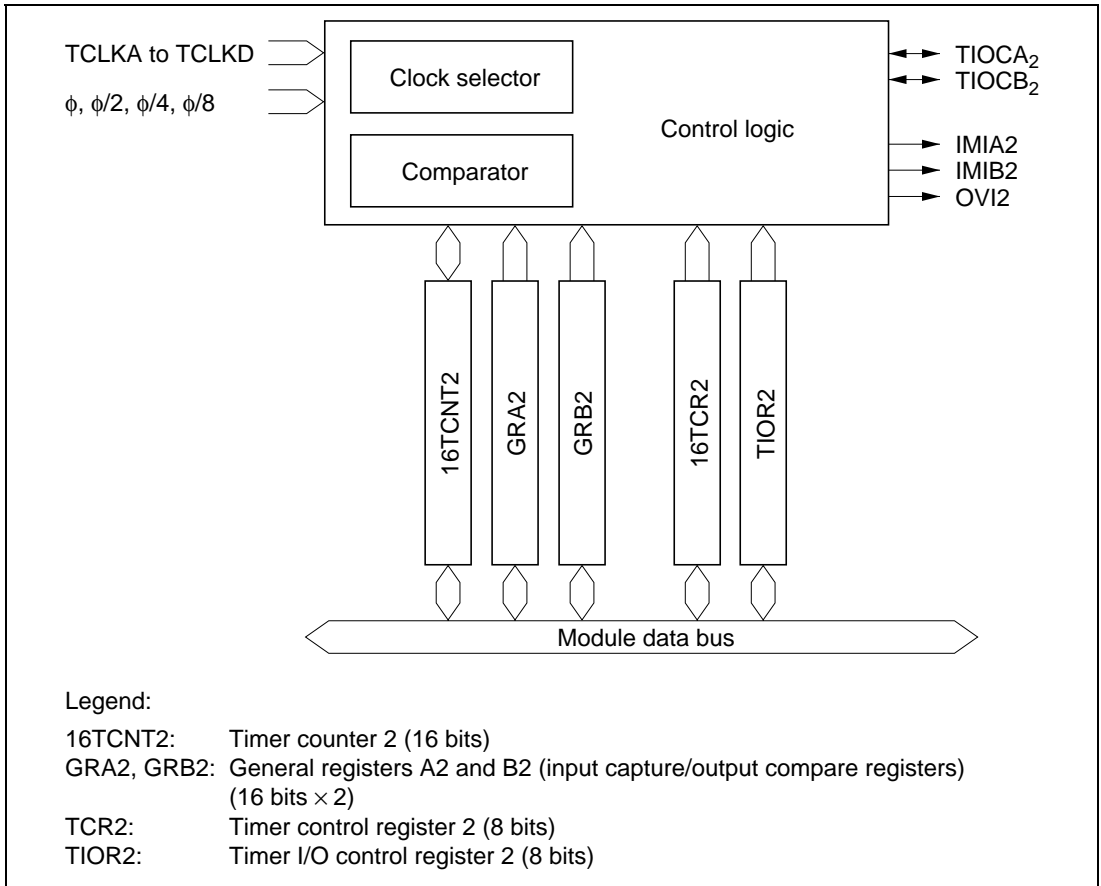 TCLKA to TCLKD
ϕ, ϕ/2, ϕ/4, ϕ/8
Clock selector
Comparator
Control logic
TIOCA₂
TIOCB₂
IMIA2
IMIB2
OVI2
16TCNT2
GRA2
GRB2
16TCR2
TIOR2
Module data bus
Legend:
16TCNT2: Timer counter 2 (16 bits)
GRA2, GRB2: General registers A2 and B2 (input capture/output compare registers)
(16 bits × 2)
TCR2: Timer control register 2 (8 bits)
TIOR2: Timer I/O control register 2 (8 bits)